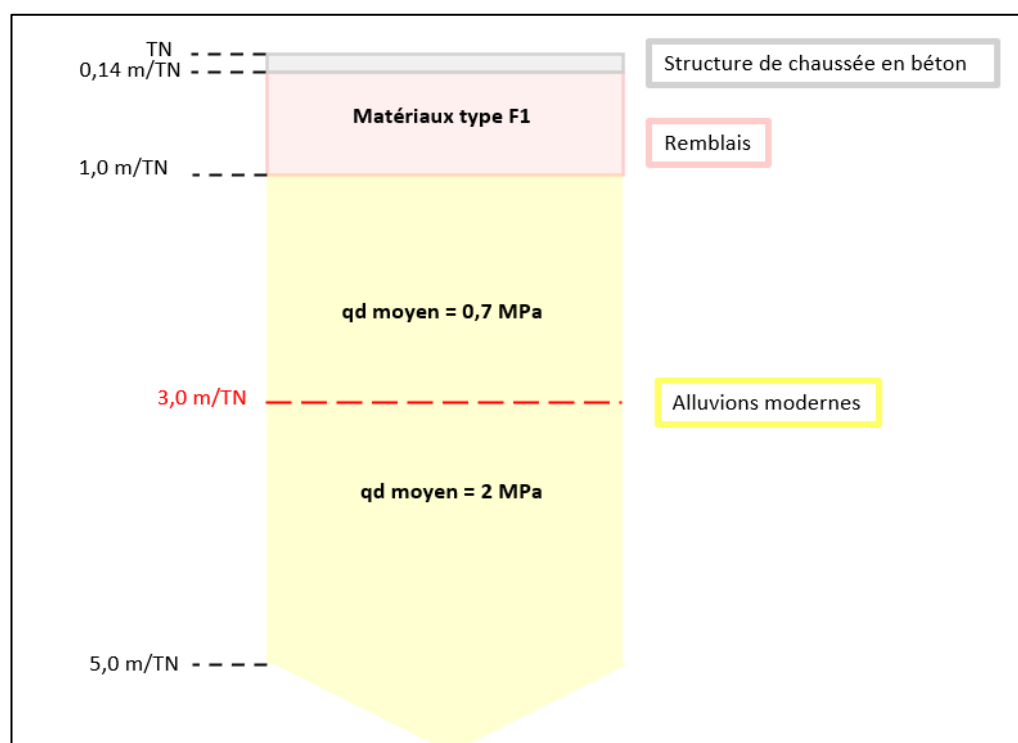 TN
0,14 m/TN
Structure de chaussée en béton
Matériaux type F1
Remblais
1,0 m/TN
qd moyen = 0,7 MPa
3,0 m/TN
Alluvions modernes
qd moyen = 2 MPa
5,0 m/TN